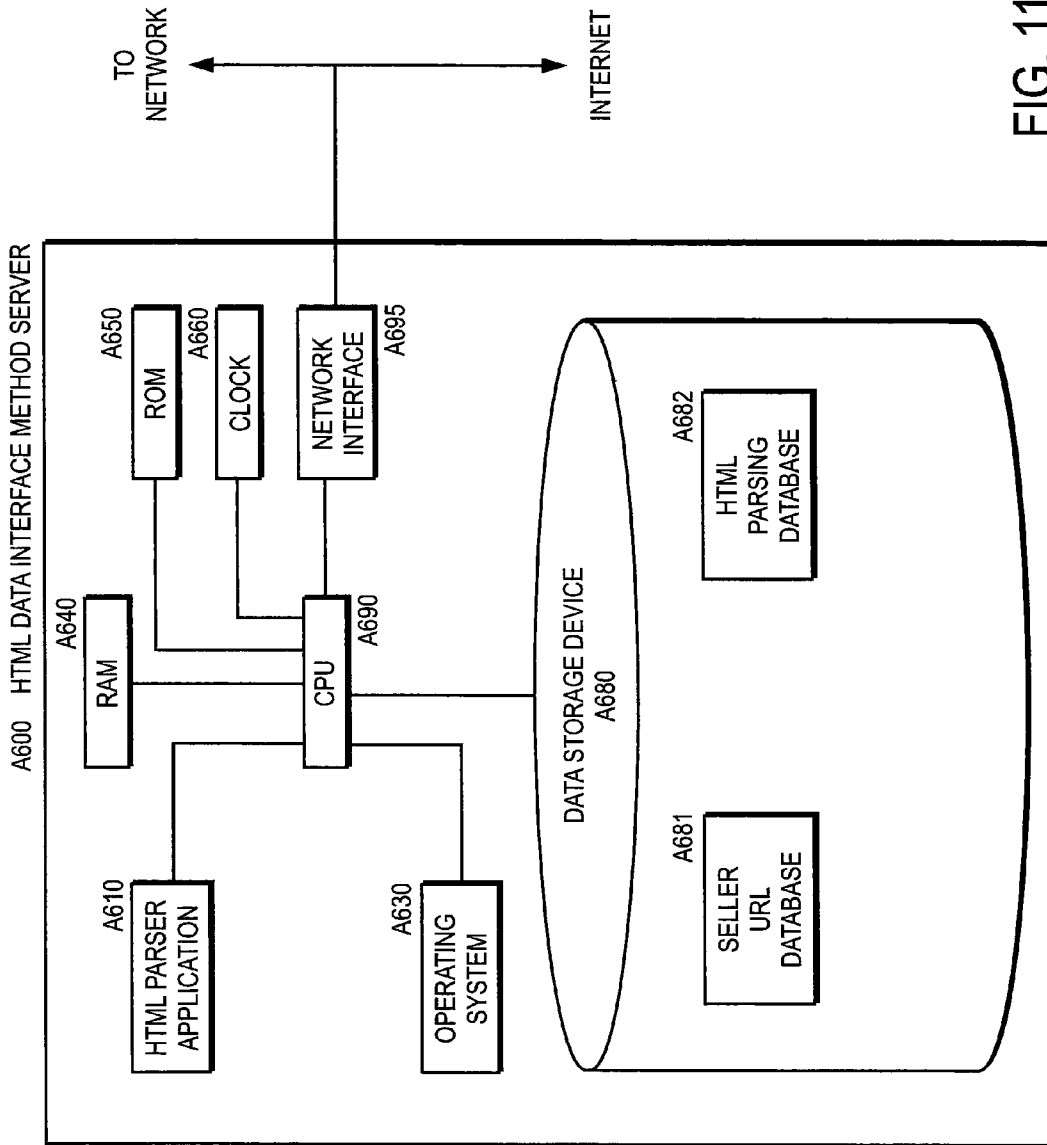 A600 HTML DATA INTERFACE METHOD SERVER
A610
HTML PARSER
APPLICATION
A630
OPERATING
SYSTEM
A640
RAM
CPU
A690
A650
ROM
A660
CLOCK
NETWORK
INTERFACE
A695
TO
NETWORK
INTERNET
DATA STORAGE DEVICE
A680
A681
SELLER
URL
DATABASE
A682
HTML
PARSING
DATABASE
FIG. 11